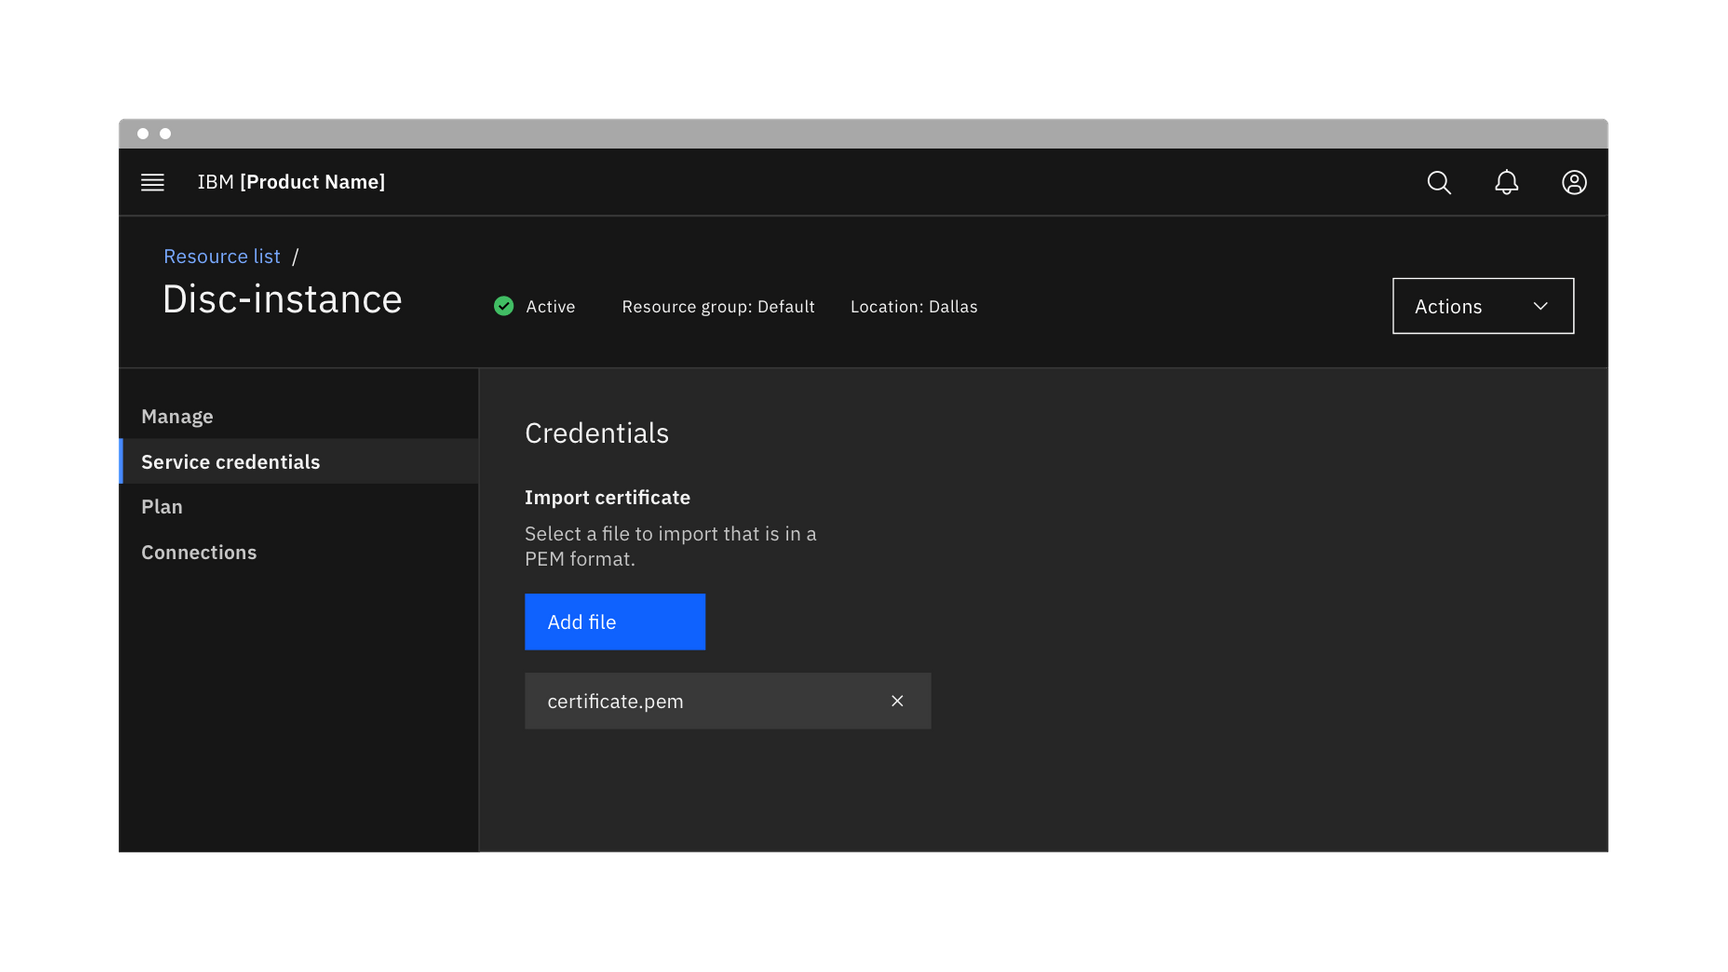 IBM [Product Name]
Resource list /
Disc-instance
Active
Resource group: Default
Location: Dallas
Actions
Manage
Service credentials
Plan
Connections
Credentials
Import certificate
Select a file to import that is in a
PEM format.
Add file
certificate.pem